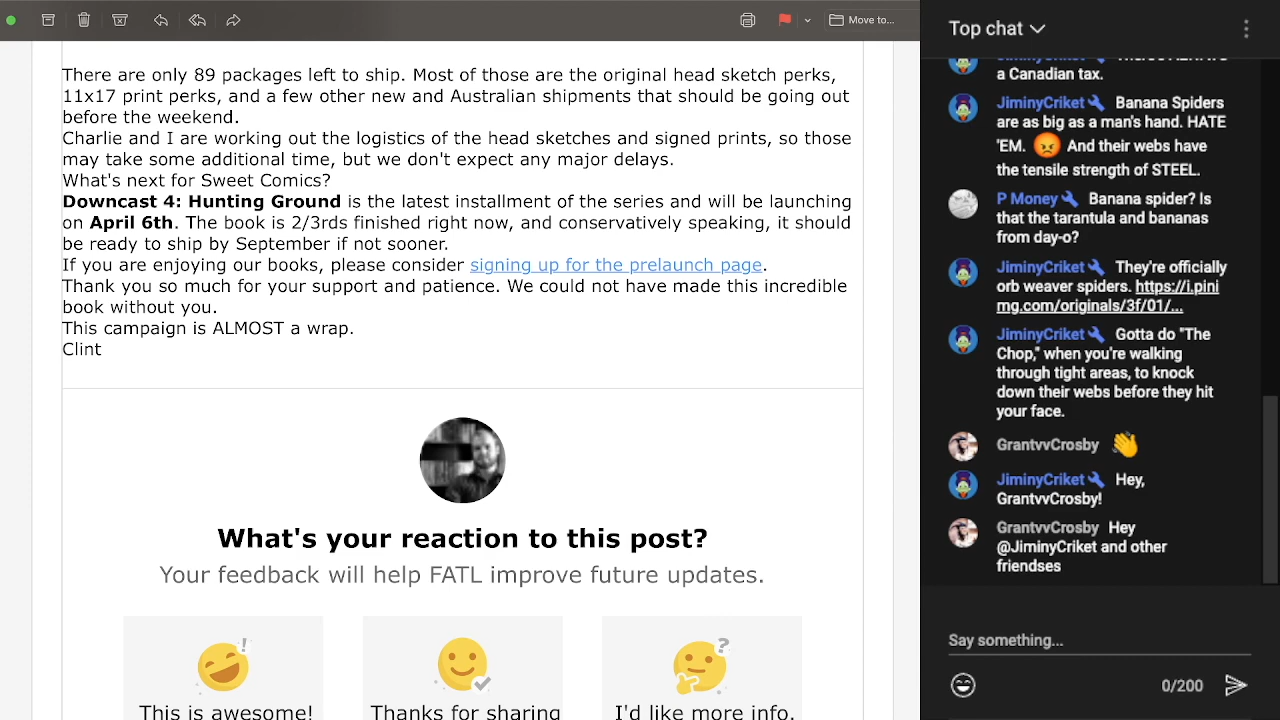 Move to...
There are only 89 packages left to ship. Most of those are the original head sketch perks,
11x17 print perks, and a few other new and Australian shipments that should be going out
before the weekend.
Charlie and I are working out the logistics of the head sketches and signed prints, so those
may take some additional time, but we don't expect any major delays.
What's next for Sweet Comics?
Downcast 4: Hunting Ground is the latest installment of the series and will be launching
on April 6th. The book is 2/3rds finished right now, and conservatively speaking, it should
be ready to ship by September if not sooner.
If you are enjoying our books, please consider signing up for the prelaunch page.
Thank you so much for your support and patience. We could not have made this incredible
book without you.
This campaign is ALMOST a wrap.
Clint
What's your reaction to this post?
Your feedback will help FATL improve future updates.
This is awesome!
Thanks for sharing
I'd like more info.
Top chat
a Canadian tax.
JiminyCriket Banana Spiders
are as big as a man's hand. HATE
'EM. 😡 And their webs have
the tensile strength of STEEL.
P Money Banana spider? Is
that the tarantula and bananas
from day-o?
JiminyCriket They're officially
orb weaver spiders. https://i.pini
mg.com/originals/3f/01/...
JiminyCriket Gotta do "The
Chop," when you're walking
through tight areas, to knock
down their webs before they hit
your face.
GrantvvCrosby 👋
JiminyCriket Hey,
GrantvvCrosby!
GrantvvCrosby Hey
@JiminyCriket and other
friendses
Say something...
0/200